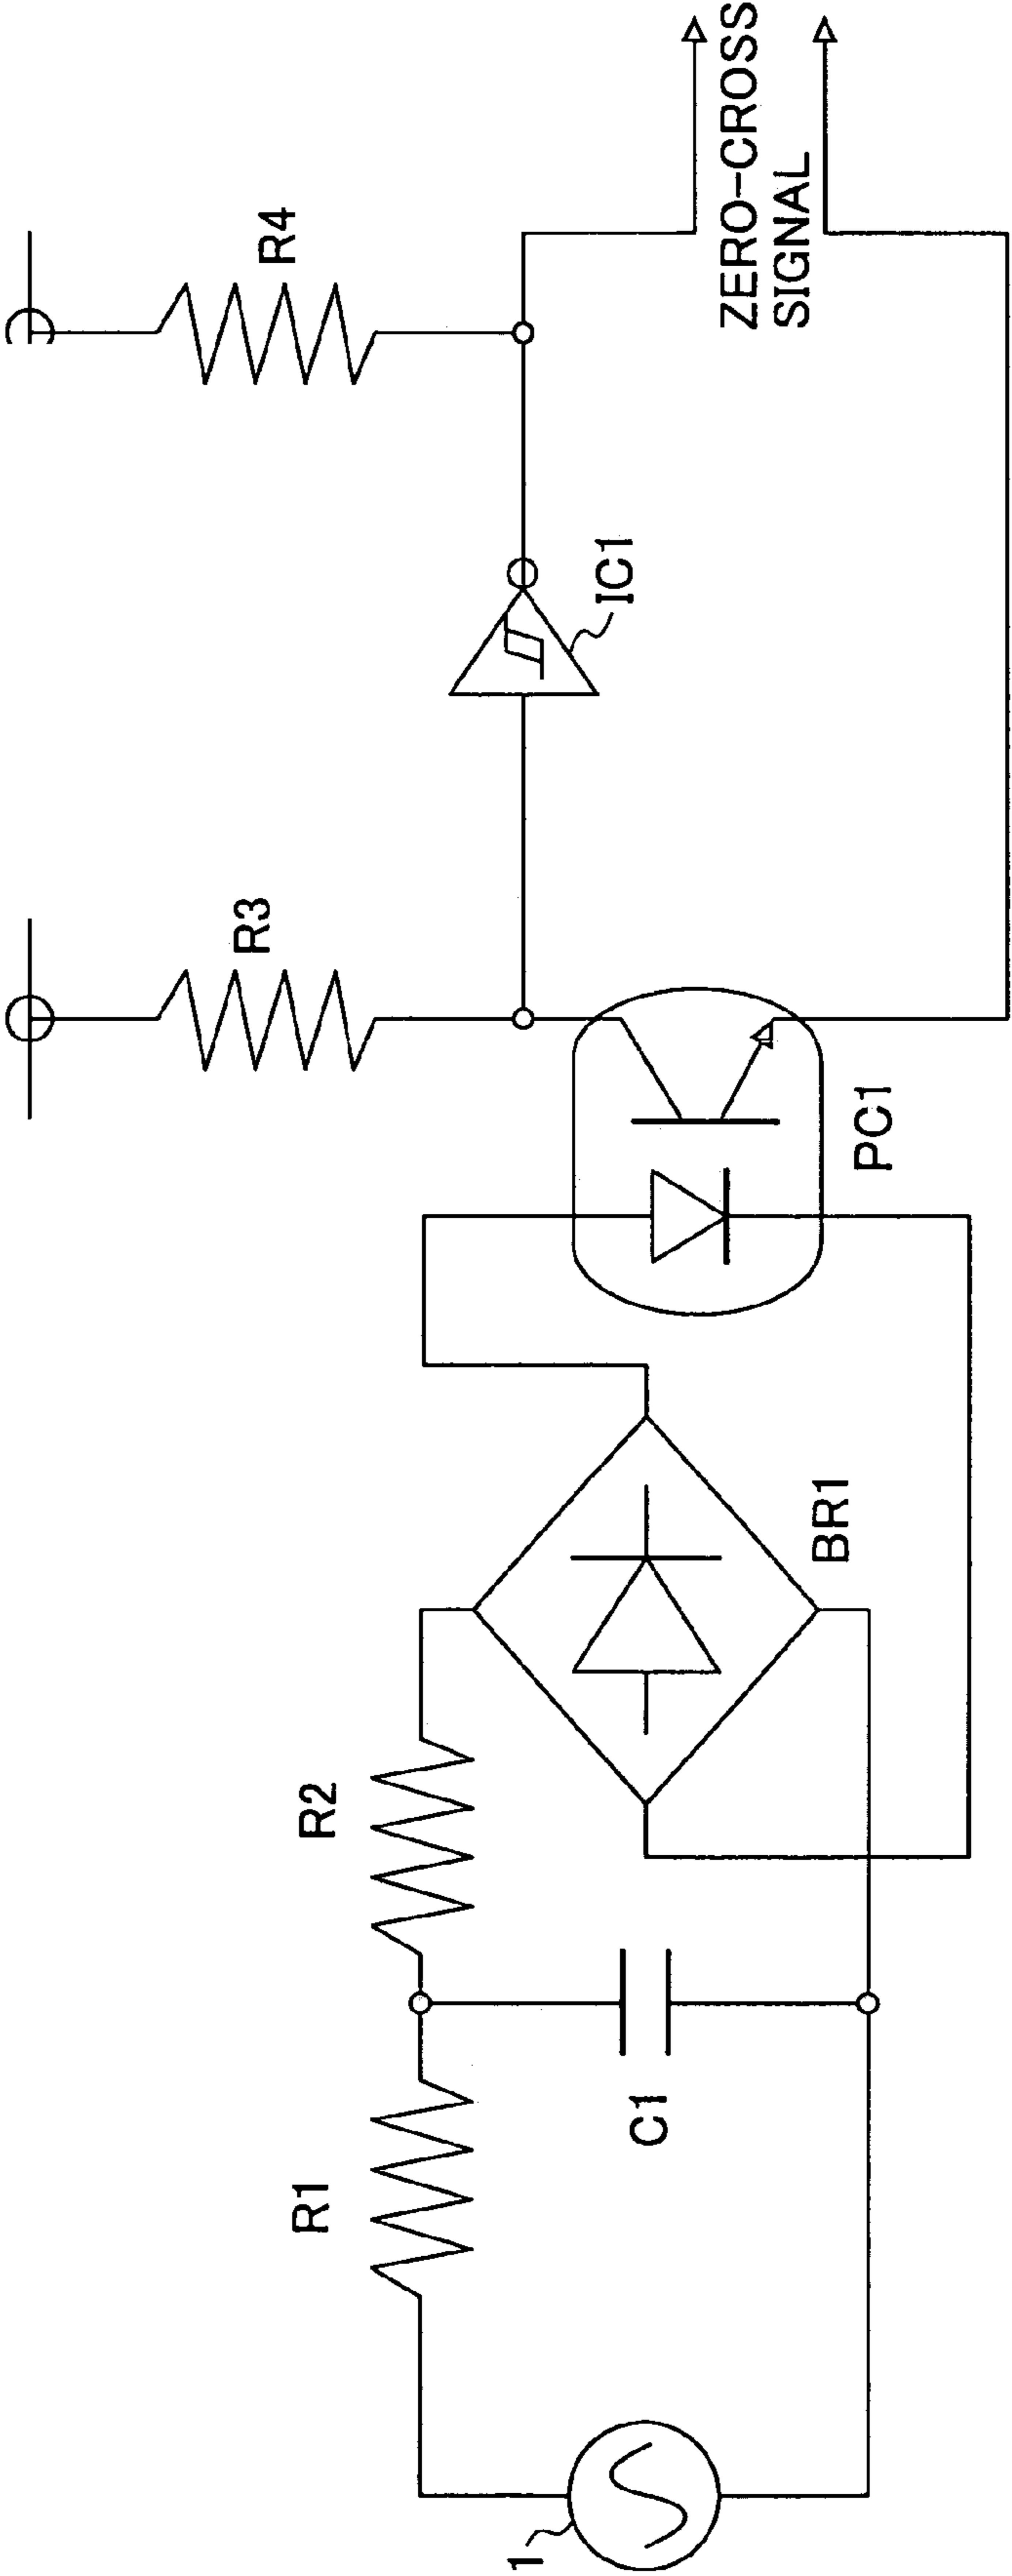 1
R1
C1
R2
BR1
PC1
R3
IC1
R4
ZERO-CROSS
SIGNAL